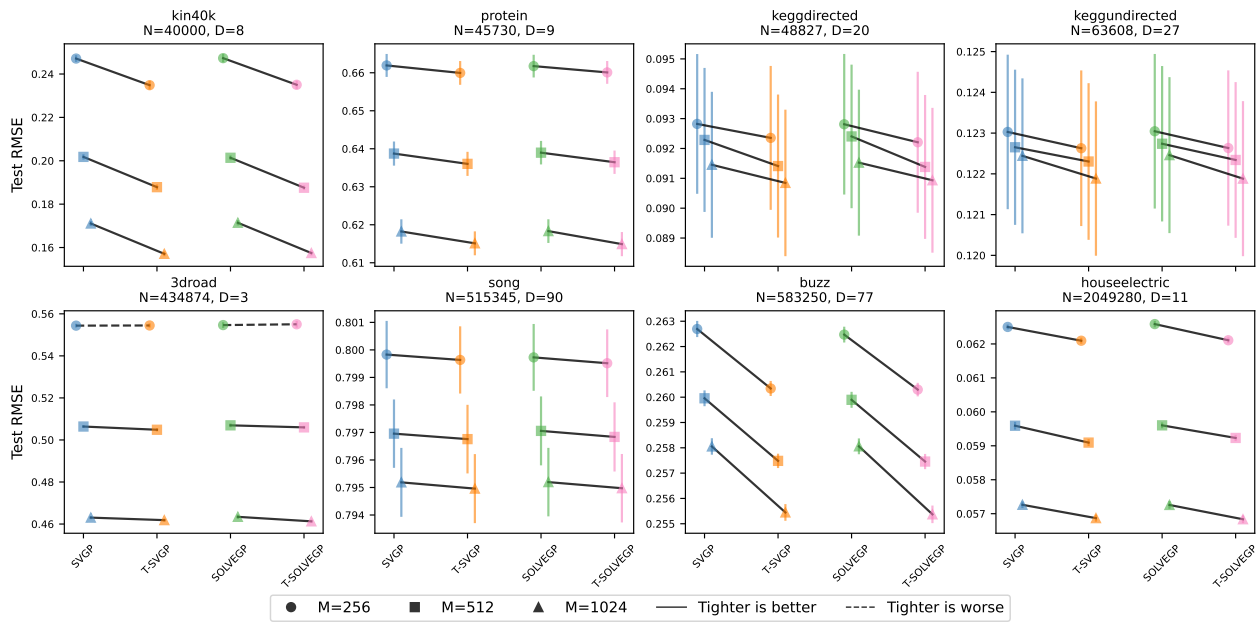 kin40k
N=40000, D=8
protein
N=45730, D=9
keggdirected
N=48827, D=20
keggundirected
N=63608, D=27
Test RMSE
0.24
0.20
0.18
0.16
0.66
0.65
0.64
0.63
0.62
0.61
0.095
0.094
0.093
0.092
0.091
0.090
0.089
0.125
0.124
0.123
0.122
0.121
0.120
3droad
N=434874, D=3
song
N=515345, D=90
buzz
N=583250, D=77
houseelectric
N=2049280, D=11
Test RMSE
0.56
0.54
0.52
0.50
0.48
0.46
0.801
0.800
0.799
0.798
0.797
0.796
0.795
0.794
0.263
0.262
0.261
0.260
0.259
0.258
0.257
0.256
0.255
0.062
0.061
0.060
0.059
0.058
0.057
SVGP
T-SVGP
SOLVEGP
T-SOLVEGP
SVGP
T-SVGP
SOLVEGP
T-SOLVEGP
SVGP
T-SVGP
SOLVEGP
T-SOLVEGP
SVGP
T-SVGP
SOLVEGP
T-SOLVEGP
M=256
M=512
M=1024
Tighter is better
Tighter is worse